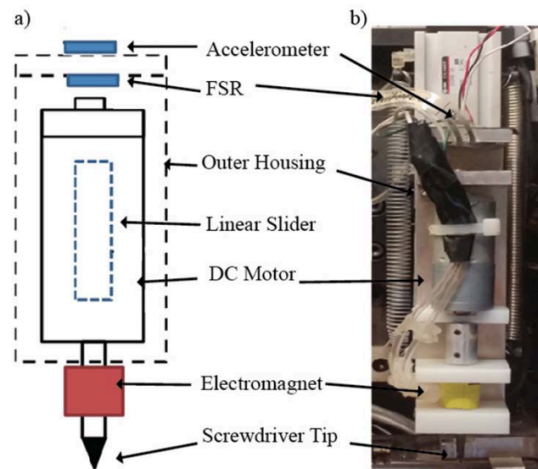 a)
b)
Accelerometer
FSR
Outer Housing
Linear Slider
DC Motor
Electromagnet
Screwdriver Tip